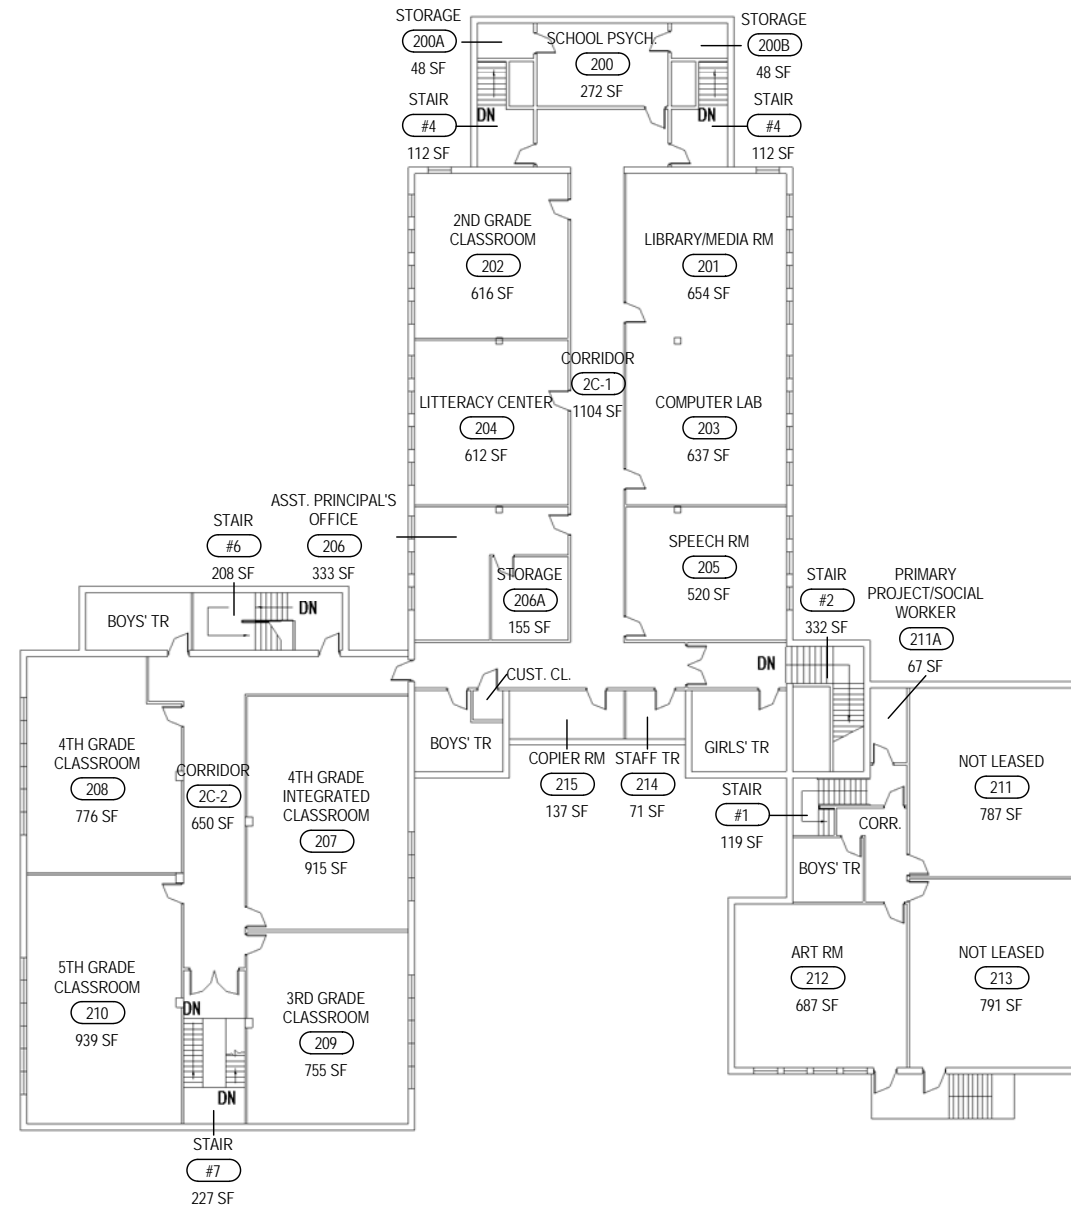 STORAGE
200A
48 SF
SCHOOL PSYCH.
200
272 SF
STORAGE
200B
48 SF
STAIR
#4
112 SF
DN
DN
STAIR
#4
112 SF
2ND GRADE
CLASSROOM
202
616 SF
LIBRARY/MEDIA RM
201
654 SF
CORRIDOR
2C-1
1104 SF
LITTERACY CENTER
204
612 SF
COMPUTER LAB
203
637 SF
ASST. PRINCIPAL'S
OFFICE
206
333 SF
STAIR
#6
208 SF
DN
BOYS' TR
STORAGE
206A
155 SF
SPEECH RM
205
520 SF
STAIR
#2
332 SF
DN
PRIMARY
PROJECT/SOCIAL
WORKER
211A
67 SF
CUST. CL.
BOYS' TR
COPIER RM
215
137 SF
STAFF TR
214
71 SF
GIRLS' TR
STAIR
#1
119 SF
CORR.
BOYS' TR
NOT LEASED
211
787 SF
4TH GRADE
CLASSROOM
208
776 SF
CORRIDOR
2C-2
650 SF
4TH GRADE
INTEGRATED
CLASSROOM
207
915 SF
5TH GRADE
CLASSROOM
210
939 SF
DN
3RD GRADE
CLASSROOM
209
755 SF
DN
STAIR
#7
227 SF
ART RM
212
687 SF
NOT LEASED
213
791 SF